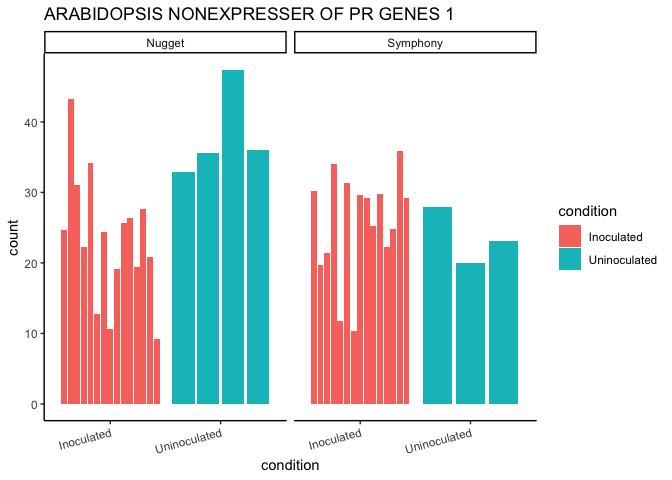 ARABIDOPSIS NONEXPRESSER OF PR GENES 1
Nugget
Symphony
count
40
30
20
10
0
Inoculated
Uninoculated
Inoculated
Uninoculated
condition
condition
Inoculated
Uninoculated